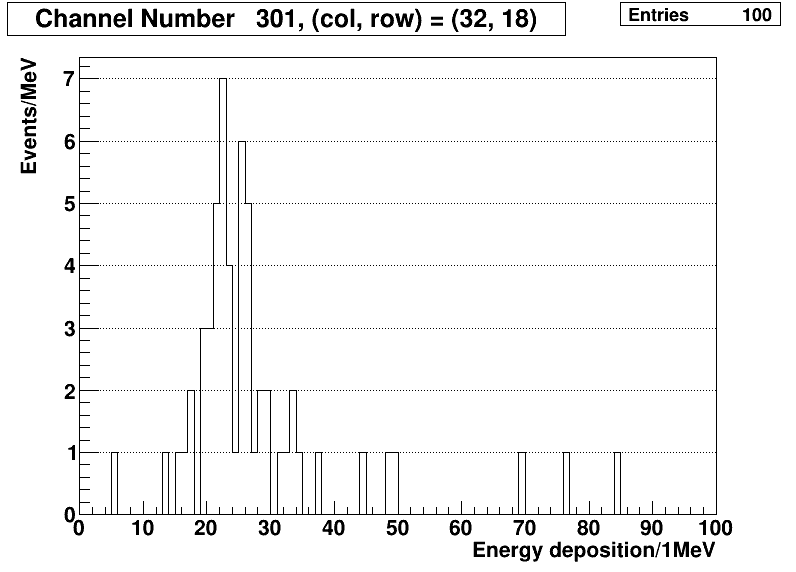 Channel Number 301, (col, row) = (32, 18)
Entries 100
Events/MeV
7
6
5
4
3
2
1
0
0 10 20 30 40 50 60 70 80 90 100
Energy deposition/1MeV